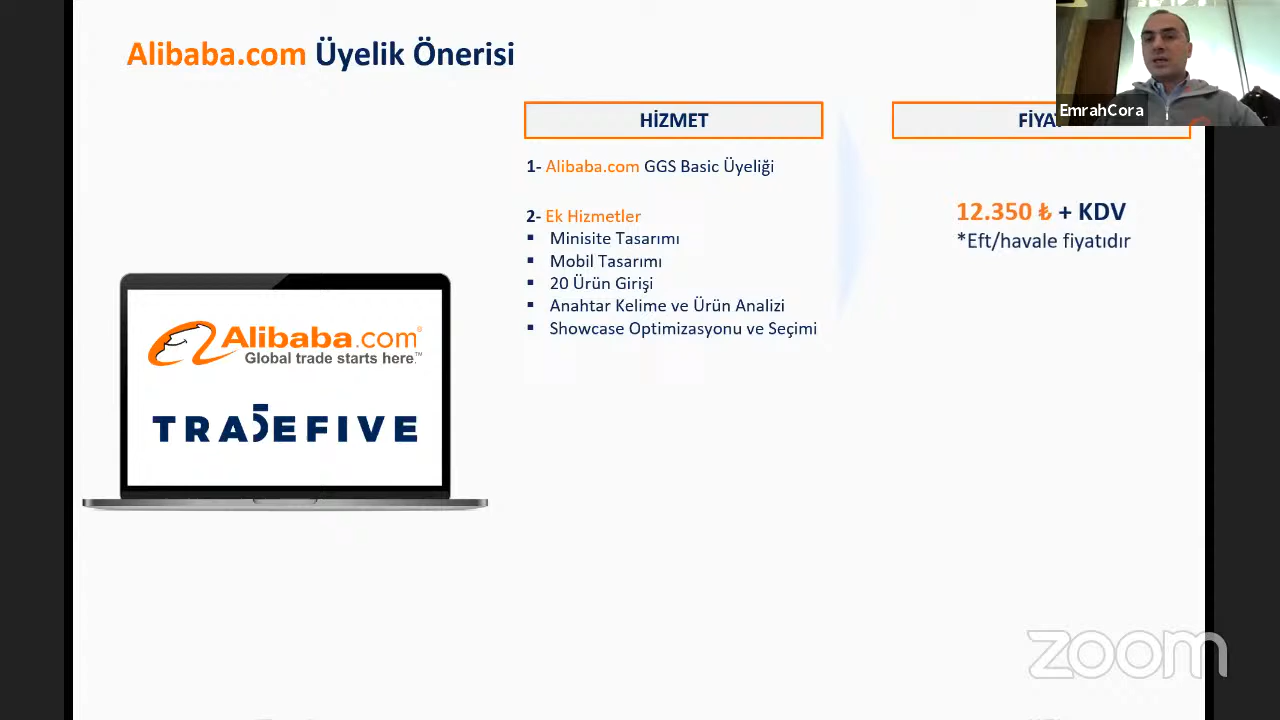 Alibaba.com Üyelik Önerisi
EmrahCora
HİZMET
1- Alibaba.com GGS Basic Üyeliği
2- Ek Hizmetler
▪ Minisite Tasarımı
▪ Mobil Tasarımı
▪ 20 Ürün Girişi
▪ Anahtar Kelime ve Ürün Analizi
▪ Showcase Optimizasyonu ve Seçimi
12.350 ₺ + KDV
*Eft/havale fiyatıdır
Alibaba.com®
Global trade starts here.™
TRADEFIVE
zoom